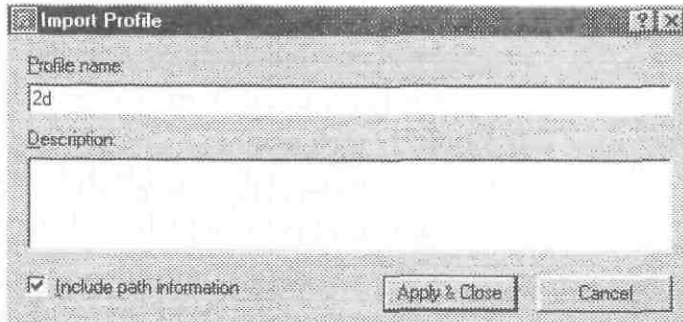 Import Profile
Profile name:
2d
Description:
Include path information
Apply & Close
Cancel